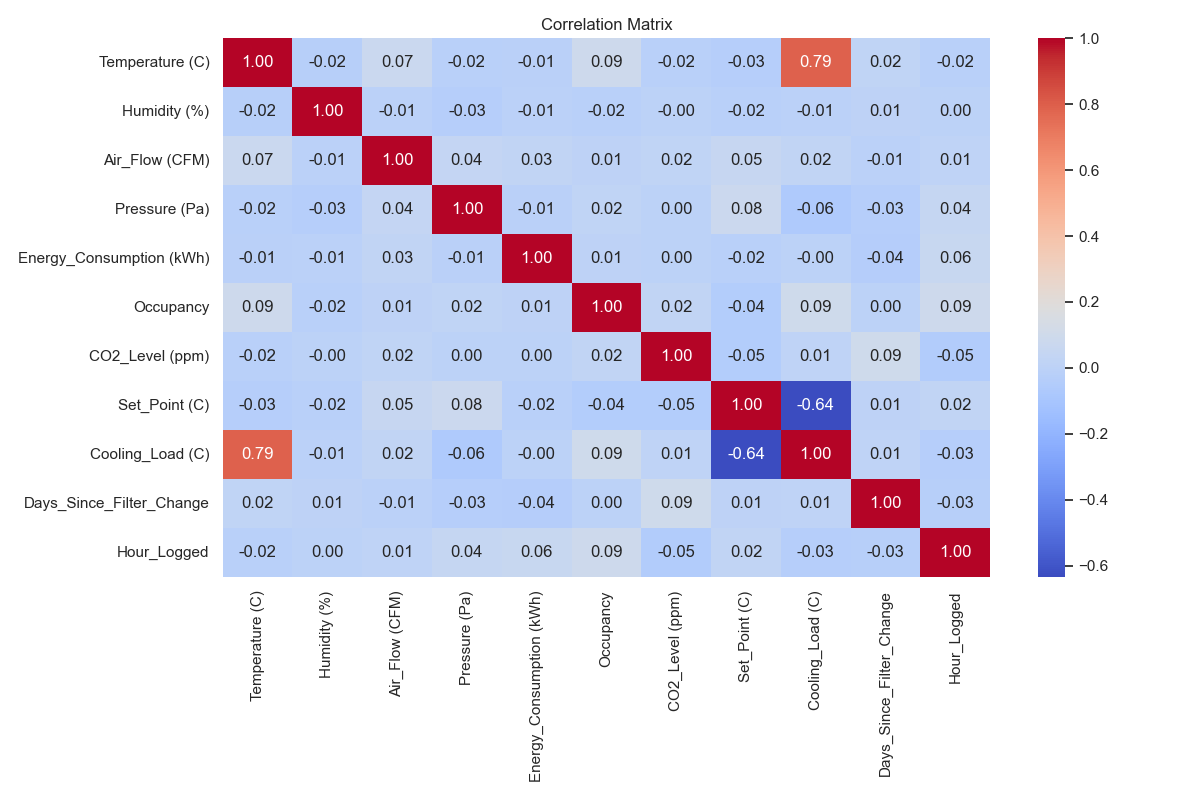 Correlation Matrix
Temperature (C) 1.00 -0.02 0.07 -0.02 -0.01 0.09 -0.02 -0.03 0.79 0.02 -0.02
Humidity (%) -0.02 1.00 -0.01 -0.03 -0.01 -0.02 -0.00 -0.02 -0.01 0.01 0.00
Air_Flow (CFM) 0.07 -0.01 1.00 0.04 0.03 0.01 0.02 0.05 0.02 -0.01 0.01
Pressure (Pa) -0.02 -0.03 0.04 1.00 -0.01 0.02 0.00 0.08 -0.06 -0.03 0.04
Energy_Consumption (kWh) -0.01 -0.01 0.03 -0.01 1.00 0.01 0.00 -0.02 -0.00 -0.04 0.06
Occupancy 0.09 -0.02 0.01 0.02 0.01 1.00 0.02 -0.04 0.09 0.00 0.09
CO2_Level (ppm) -0.02 -0.00 0.02 0.00 0.00 0.02 1.00 -0.05 0.01 0.09 -0.05
Set_Point (C) -0.03 -0.02 0.05 0.08 -0.02 -0.04 -0.05 1.00 -0.64 0.01 0.02
Cooling_Load (C) 0.79 -0.01 0.02 -0.06 -0.00 0.09 0.01 -0.64 1.00 0.01 -0.03
Days_Since_Filter_Change 0.02 0.01 -0.01 -0.03 -0.04 0.00 0.09 0.01 0.01 1.00 -0.03
Hour_Logged -0.02 0.00 0.01 0.04 0.06 0.09 -0.05 0.02 -0.03 -0.03 1.00
Temperature (C)
Humidity (%)
Air_Flow (CFM)
Pressure (Pa)
Energy_Consumption (kWh)
Occupancy
CO2_Level (ppm)
Set_Point (C)
Cooling_Load (C)
Days_Since_Filter_Change
Hour_Logged
1.0
0.8
0.6
0.4
0.2
0.0
−0.2
−0.4
−0.6